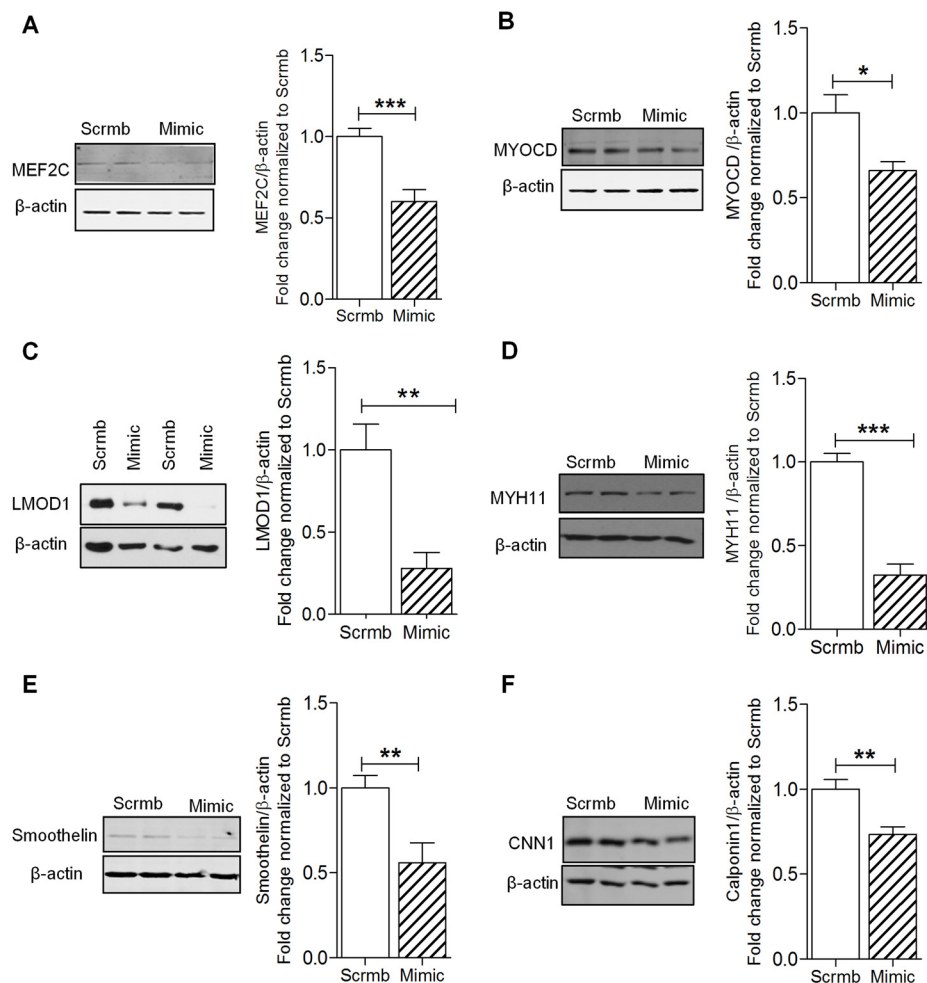 A
Scrmb Mimic
MEF2C
β-actin
MEF2C/β-actin
Fold change normalized to Scrmb
1.5
1.0
0.5
0.0
***
Scrmb Mimic
B
Scrmb Mimic
MYOCD
β-actin
MYOCD /β-actin
Fold change normalized to Scrmb
1.5
1.0
0.5
0.0
*
Scrmb Mimic
C
Scrmb Mimic Scrmb Mimic
LMOD1
β-actin
LMOD1/β-actin
Fold change normalized to Scrmb
1.5
1.0
0.5
0.0
**
Scrmb Mimic
D
Scrmb Mimic
MYH11
β-actin
MYH11 /β-actin
Fold change normalized to Scrmb
1.5
1.0
0.5
0.0
***
Scrmb Mimic
E
Scrmb Mimic
Smoothelin
β-actin
Smoothelin/β-actin
Fold change normalized to Scrmb
1.5
1.0
0.5
0.0
**
Scrmb Mimic
F
Scrmb Mimic
CNN1
β-actin
Calponin1/β-actin
Fold change normalized to Scrmb
1.5
1.0
0.5
0.0
**
Scrmb Mimic